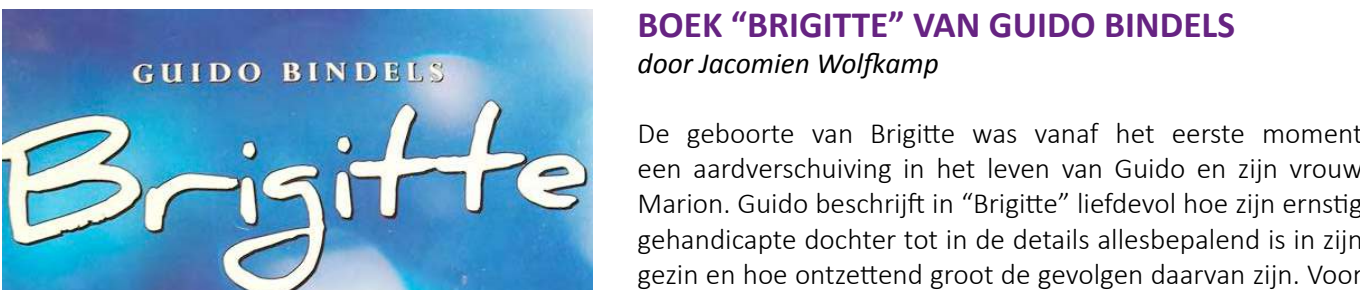 GUIDO BINDELS
Brigitte
BOEK “BRIGITTE” VAN GUIDO BINDELS
door Jacomien Wolfkamp
De geboorte van Brigitte was vanaf het eerste moment
een aardverschuiving in het leven van Guido en zijn vrouw
Marion. Guido beschrijft in “Brigitte” liefdevol hoe zijn ernstig
gehandicapte dochter tot in de details allesbepalend is in zijn
gezin en hoe ontzettend groot de gevolgen daarvan zijn. Voor